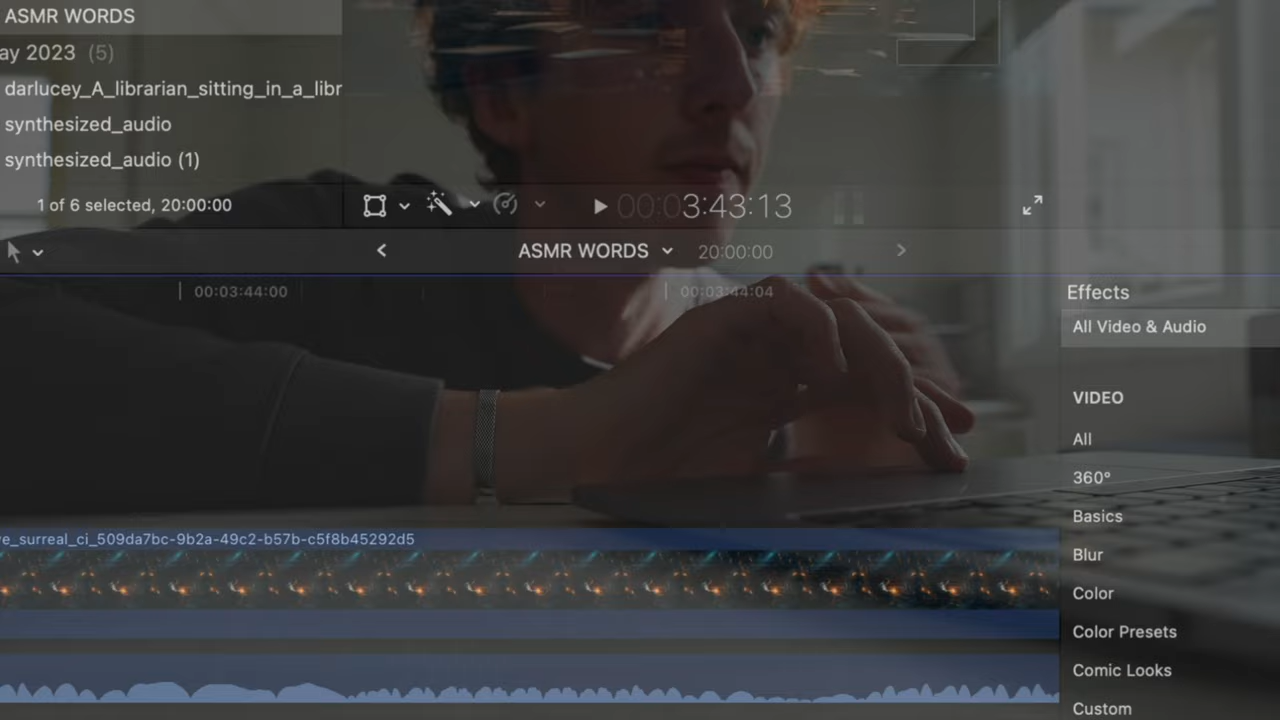 ASMR WORDS
ay 2023 (5)
darlucey_A_librarian_sitting_in_a_libr
synthesized_audio
synthesized_audio (1)
1 of 6 selected, 20:00:00
00:03:43:13
ASMR WORDS 20:00:00
00:03:44:00 00:03:44:04
Effects
All Video & Audio
VIDEO
All
360°
Basics
Blur
Color
Color Presets
Comic Looks
Custom
ve_surreal_ci_509da7bc-9b2a-49c2-b57b-c5f8b45292d5